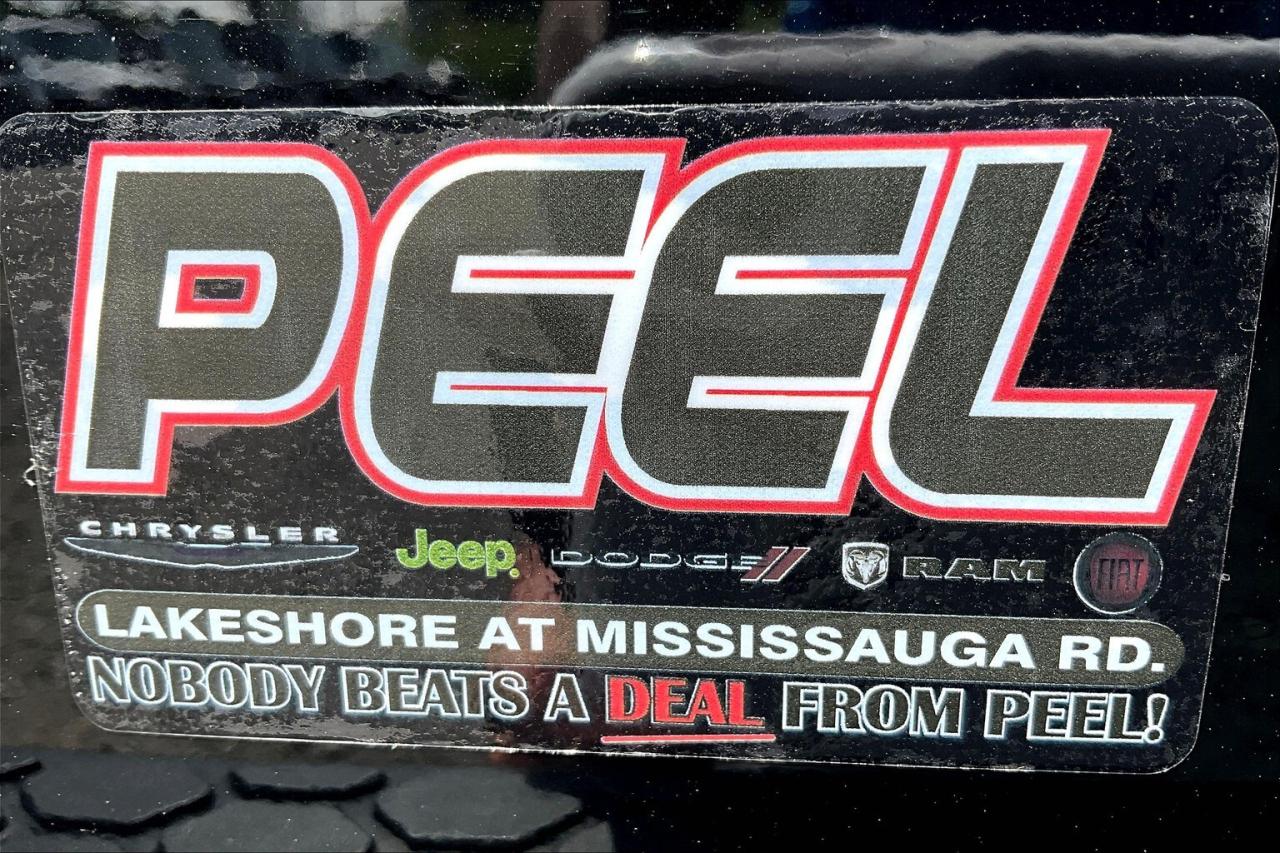 PEEL
CHRYSLER Jeep DODGE RAM FIAT
LAKESHORE AT MISSISSAUGA RD.
NOBODY BEATS A DEAL FROM PEEL!